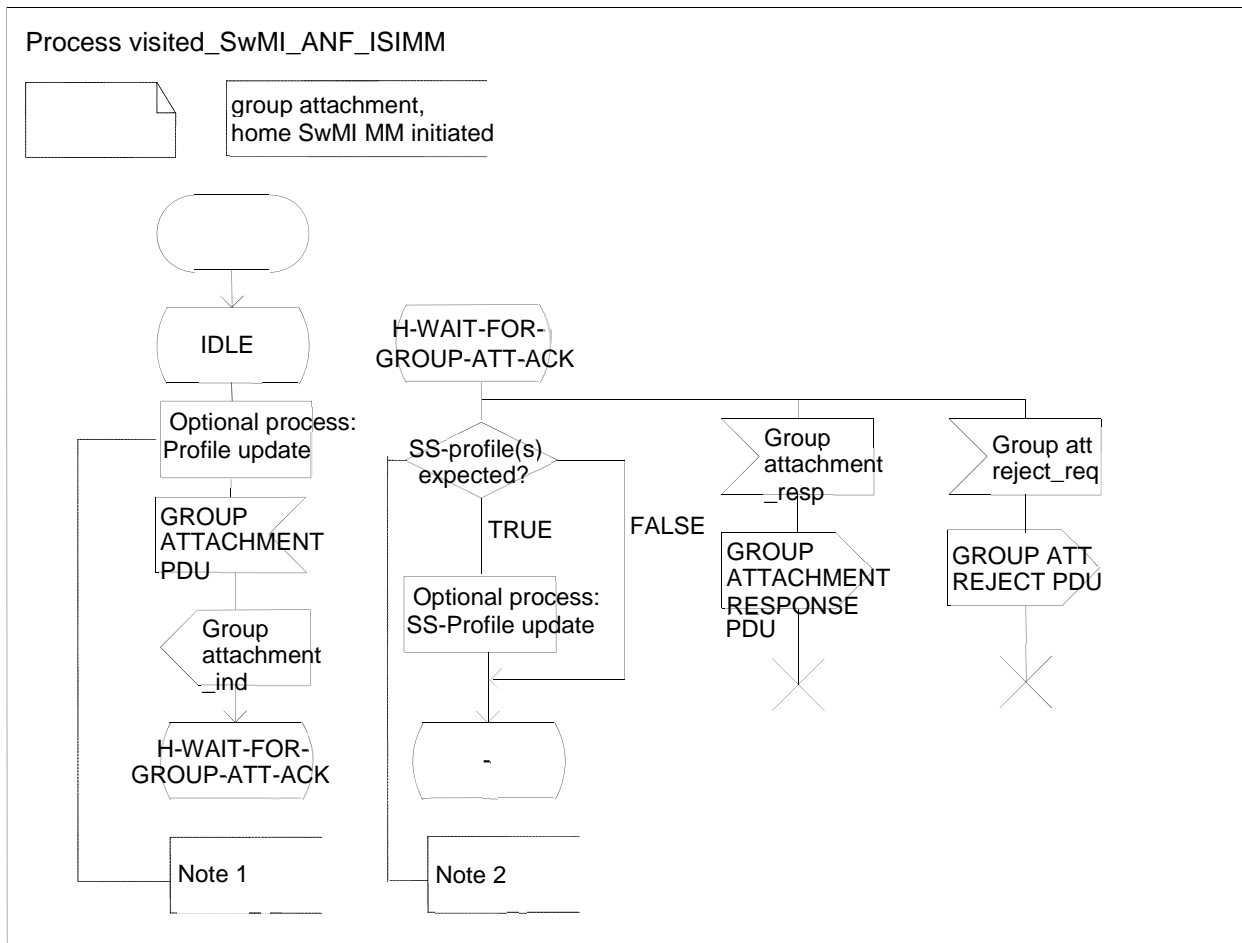 Process visited_SwMI_ANF_ISIMM
group attachment,
home SwMI MM initiated
IDLE
Optional process:
Profile update
GROUP
ATTACHMENT
PDU
Group
attachment
_ind
H-WAIT-FOR-
GROUP-ATT-ACK
Note 1
H-WAIT-FOR-
GROUP-ATT-ACK
SS-profile(s)
expected?
TRUE
FALSE
Optional process:
SS-Profile update
-
Note 2
Group
attachment
_resp
GROUP
ATTACHMENT
RESPONSE
PDU
Group att
reject_req
GROUP ATT
REJECT PDU